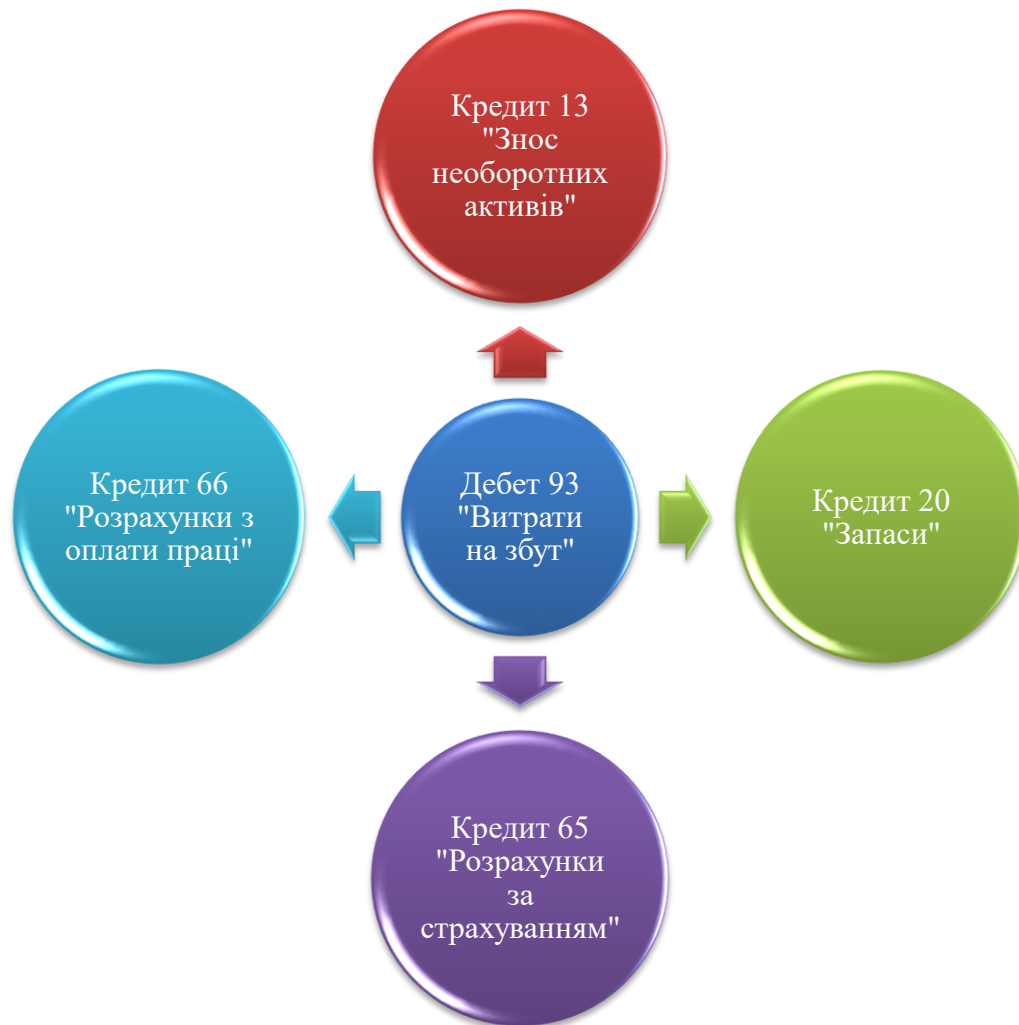 Кредит 13
"Знос
необоротних
активів"
Кредит 66
"Розрахунки з
оплати праці"
Дебет 93
"Витрати
на збут"
Кредит 20
"Запаси"
Кредит 65
"Розрахунки
за
страхуванням"